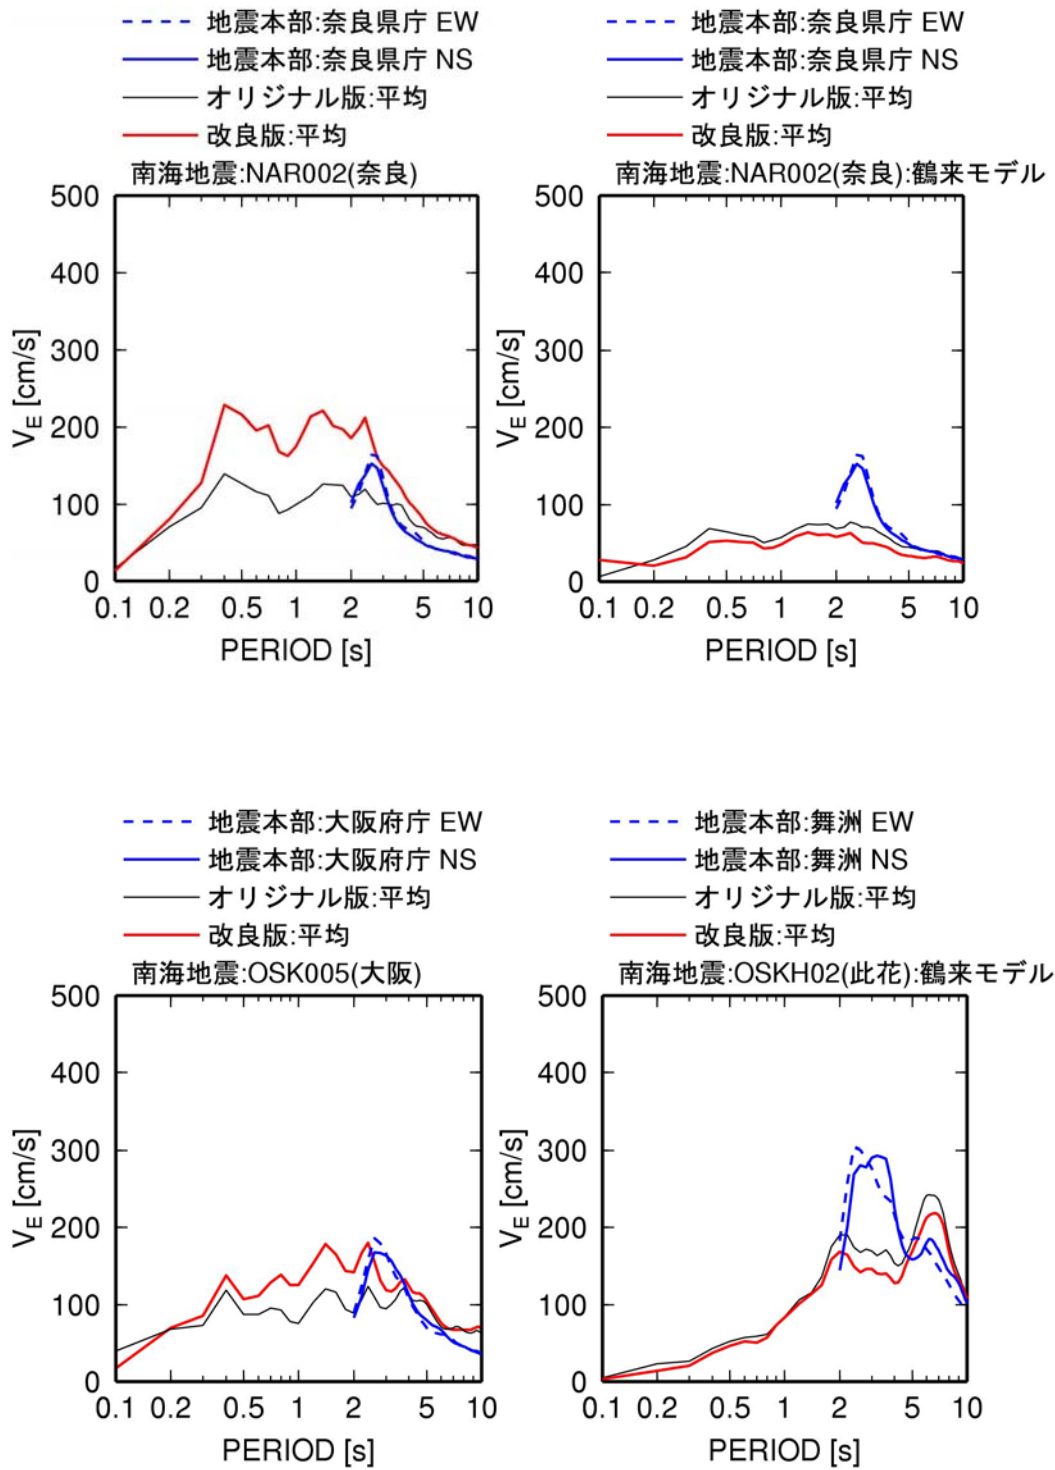 地震本部:奈良県庁 EW
地震本部:奈良県庁 NS
オリジナル版:平均
改良版:平均
南海地震:NAR002(奈良)
500
400
300
200
100
0
VE [cm/s]
0.1 0.2 0.5 1 2 5 10
PERIOD [s]
地震本部:奈良県庁 EW
地震本部:奈良県庁 NS
オリジナル版:平均
改良版:平均
南海地震:NAR002(奈良):鶴来モデル
500
400
300
200
100
0
VE [cm/s]
0.1 0.2 0.5 1 2 5 10
PERIOD [s]
地震本部:大阪府庁 EW
地震本部:大阪府庁 NS
オリジナル版:平均
改良版:平均
南海地震:OSK005(大阪)
500
400
300
200
100
0
VE [cm/s]
0.1 0.2 0.5 1 2 5 10
PERIOD [s]
地震本部:舞洲 EW
地震本部:舞洲 NS
オリジナル版:平均
改良版:平均
南海地震:OSKH02(此花):鶴来モデル
500
400
300
200
100
0
VE [cm/s]
0.1 0.2 0.5 1 2 5 10
PERIOD [s]